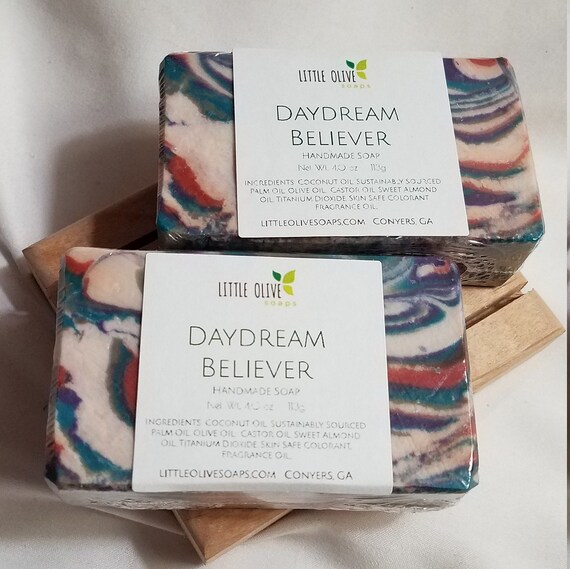 LITTLE OLIVE
soaps
DAYDREAM
BELIEVER
HANDMADE SOAP
Net Wt. 4.0 oz 113g
INGREDIENTS: COCONUT OIL, SUSTAINABLY SOURCED
PALM OIL, OLIVE OIL, CASTOR OIL, SWEET ALMOND
OIL, TITANIUM DIOXIDE, SKIN SAFE COLORANT,
FRAGRANCE OIL.
LITTLEOLIVESOAPS.COM CONYERS, GA
LITTLE OLIVE
soaps
DAYDREAM
BELIEVER
HANDMADE SOAP
Net Wt. 4.0 oz 113g
INGREDIENTS: COCONUT OIL, SUSTAINABLY SOURCED
PALM OIL, OLIVE OIL, CASTOR OIL, SWEET ALMOND
OIL, TITANIUM DIOXIDE, SKIN SAFE COLORANT,
FRAGRANCE OIL.
LITTLEOLIVESOAPS.COM CONYERS, GA